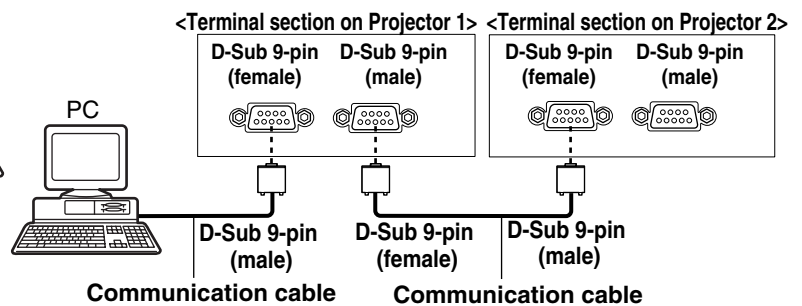 <Terminal section on Projector 1> <Terminal section on Projector 2>
D-Sub 9-pin D-Sub 9-pin D-Sub 9-pin D-Sub 9-pin
(female) (male) (female) (male)
PC
D-Sub 9-pin D-Sub 9-pin D-Sub 9-pin
(male) (female) (male)
Communication cable Communication cable